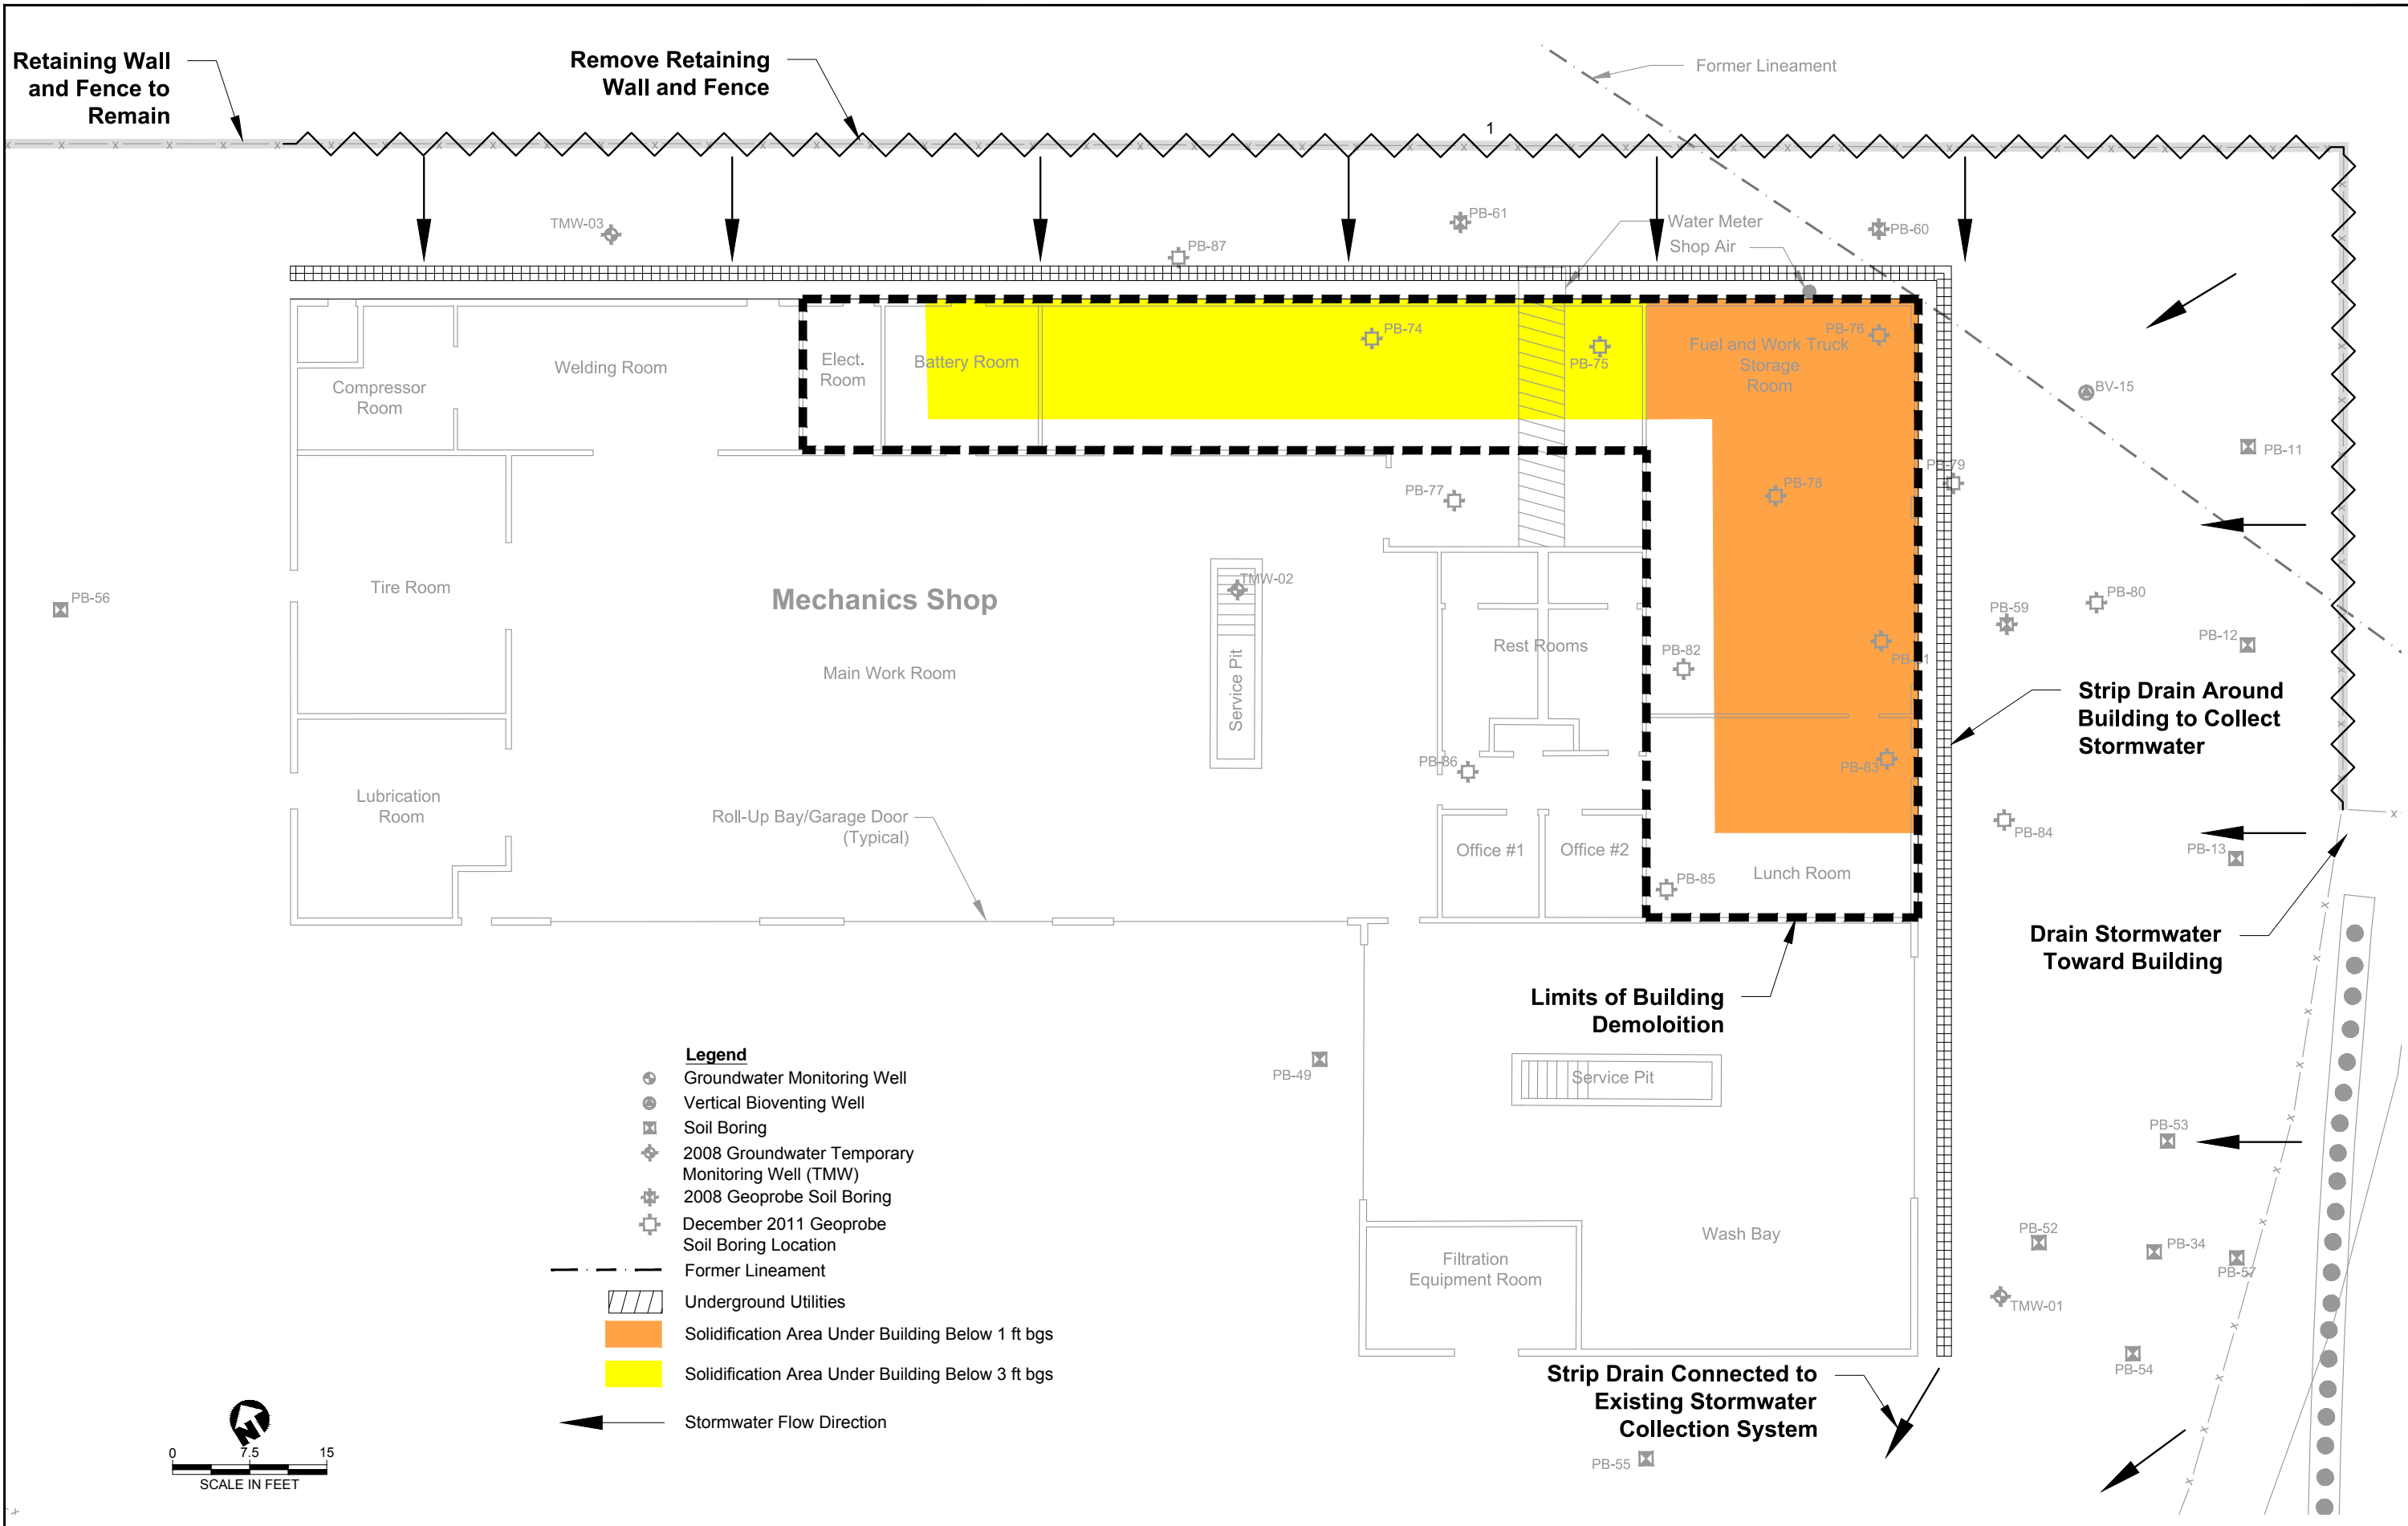 Retaining Wall
and Fence to
Remain
Remove Retaining
Wall and Fence
Former Lineament
1
TMW-03
PB-87
PB-61
Water Meter
Shop Air
PB-60
PB-74
PB-75
PB-76
Fuel and Work Truck
Storage
Room
Elect.
Room
Battery Room
Welding Room
Compressor
Room
BV-15
PB-11
PB-79
PB-78
PB-77
TMW-02
Mechanics Shop
Tire Room
PB-56
PB-80
PB-59
PB-12
Rest Rooms
PB-82
Main Work Room
Service Pit
Strip Drain Around
Building to Collect
Stormwater
PB-86
PB-83
Lubrication
Room
Roll-Up Bay/Garage Door
(Typical)
PB-84
PB-13
Office #1
Office #2
PB-85
Lunch Room
Drain Stormwater
Toward Building
Limits of Building
Demoloition
PB-49
Service Pit
PB-53
PB-52
PB-34
PB-57
Wash Bay
Filtration
Equipment Room
TMW-01
PB-54
Legend
Groundwater Monitoring Well
Vertical Bioventing Well
Soil Boring
2008 Groundwater Temporary
Monitoring Well (TMW)
2008 Geoprobe Soil Boring
December 2011 Geoprobe
Soil Boring Location
Former Lineament
Underground Utilities
Solidification Area Under Building Below 1 ft bgs
Solidification Area Under Building Below 3 ft bgs
Stormwater Flow Direction
Strip Drain Connected to
Existing Stormwater
Collection System
PB-55
N
0 7.5 15
SCALE IN FEET